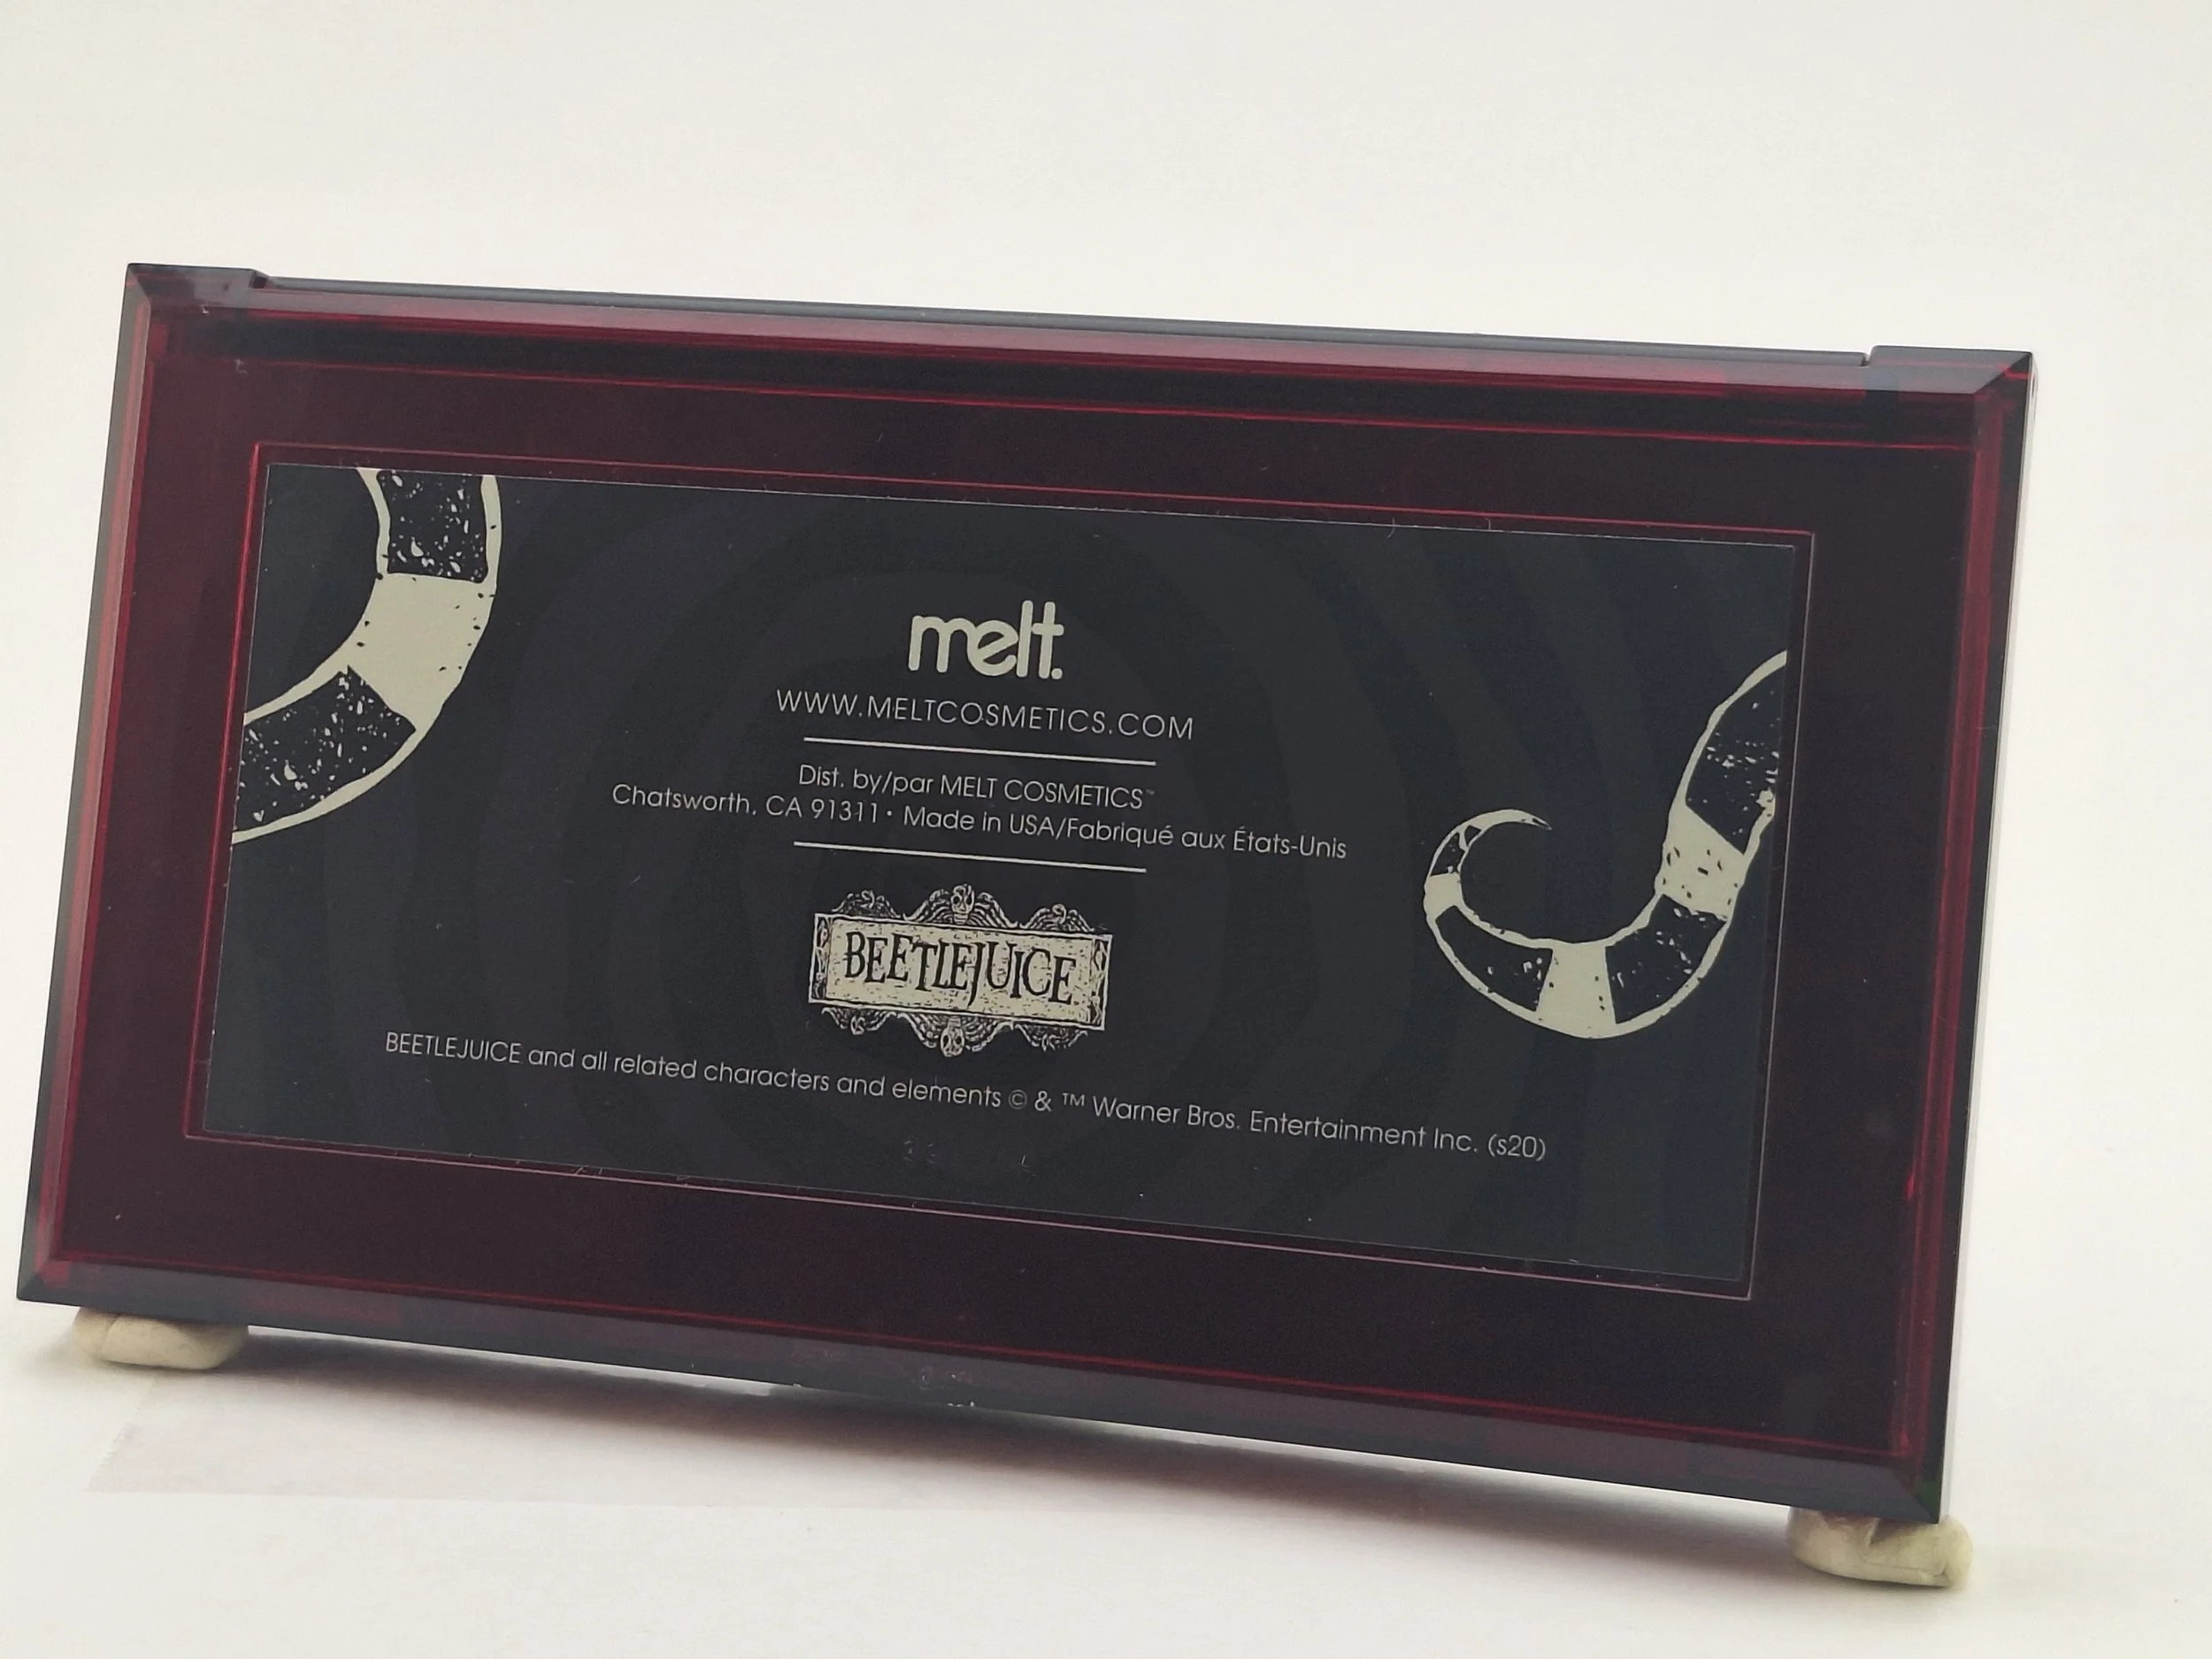 melt.
WWW.MELTCOSMETICS.COM
Dist. by/par MELT COSMETICS™
Chatsworth, CA 91311 • Made in USA/Fabriqué aux États-Unis
BEETLEJUICE
BEETLEJUICE and all related characters and elements © & ™ Warner Bros. Entertainment Inc. (s20)